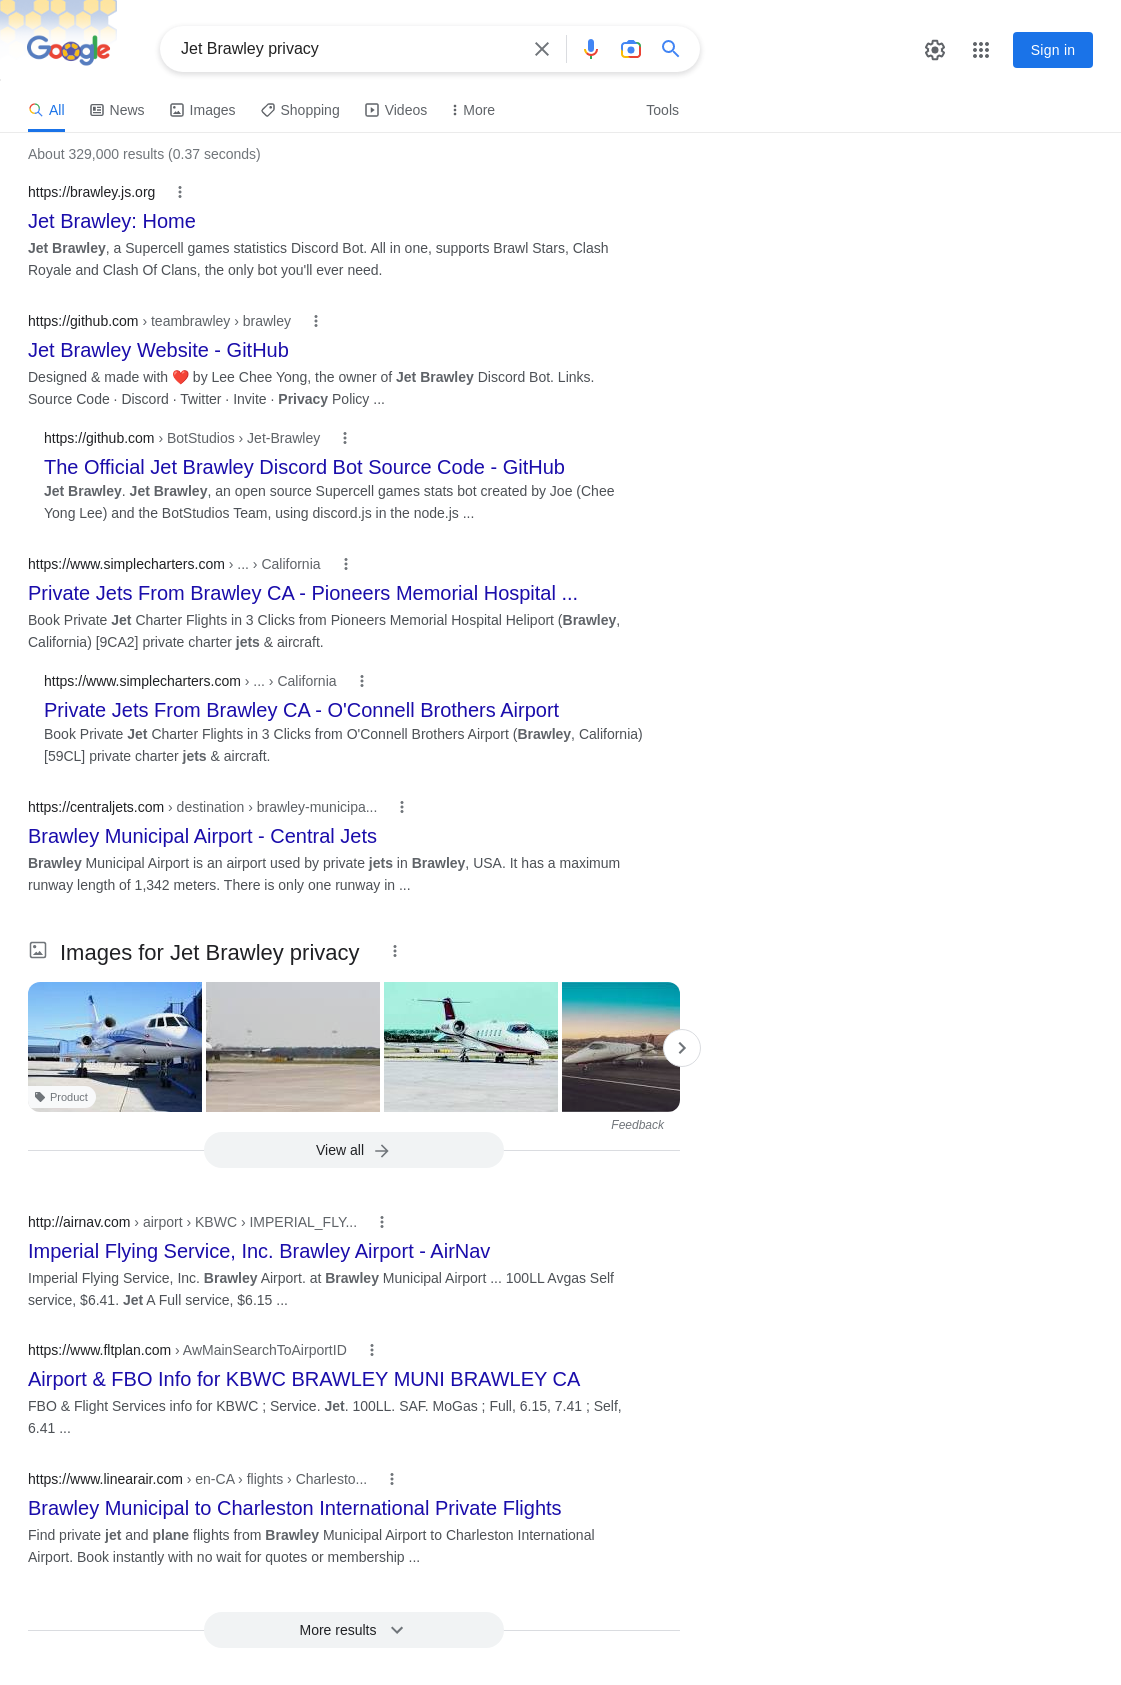 Google
Jet Brawley privacy
Sign in
All News Images Shopping Videos More Tools
About 329,000 results (0.37 seconds)
https://brawley.js.org
Jet Brawley: Home
Jet Brawley, a Supercell games statistics Discord Bot. All in one, supports Brawl Stars, Clash
Royale and Clash Of Clans, the only bot you'll ever need.
https://github.com › teambrawley › brawley
Jet Brawley Website - GitHub
Designed & made with ❤️ by Lee Chee Yong, the owner of Jet Brawley Discord Bot. Links.
Source Code · Discord · Twitter · Invite · Privacy Policy ...
https://github.com › BotStudios › Jet-Brawley
The Official Jet Brawley Discord Bot Source Code - GitHub
Jet Brawley. Jet Brawley, an open source Supercell games stats bot created by Joe (Chee
Yong Lee) and the BotStudios Team, using discord.js in the node.js ...
https://www.simplecharters.com › ... › California
Private Jets From Brawley CA - Pioneers Memorial Hospital ...
Book Private Jet Charter Flights in 3 Clicks from Pioneers Memorial Hospital Heliport (Brawley,
California) [9CA2] private charter jets & aircraft.
https://www.simplecharters.com › ... › California
Private Jets From Brawley CA - O'Connell Brothers Airport
Book Private Jet Charter Flights in 3 Clicks from O'Connell Brothers Airport (Brawley, California)
[59CL] private charter jets & aircraft.
https://centraljets.com › destination › brawley-municipa...
Brawley Municipal Airport - Central Jets
Brawley Municipal Airport is an airport used by private jets in Brawley, USA. It has a maximum
runway length of 1,342 meters. There is only one runway in ...
Images for Jet Brawley privacy
Product
Feedback
View all
http://airnav.com › airport › KBWC › IMPERIAL_FLY...
Imperial Flying Service, Inc. Brawley Airport - AirNav
Imperial Flying Service, Inc. Brawley Airport. at Brawley Municipal Airport ... 100LL Avgas Self
service, $6.41. Jet A Full service, $6.15 ...
https://www.fltplan.com › AwMainSearchToAirportID
Airport & FBO Info for KBWC BRAWLEY MUNI BRAWLEY CA
FBO & Flight Services info for KBWC ; Service. Jet. 100LL. SAF. MoGas ; Full, 6.15, 7.41 ; Self,
6.41 ...
https://www.linearair.com › en-CA › flights › Charlesto...
Brawley Municipal to Charleston International Private Flights
Find private jet and plane flights from Brawley Municipal Airport to Charleston International
Airport. Book instantly with no wait for quotes or membership ...
More results